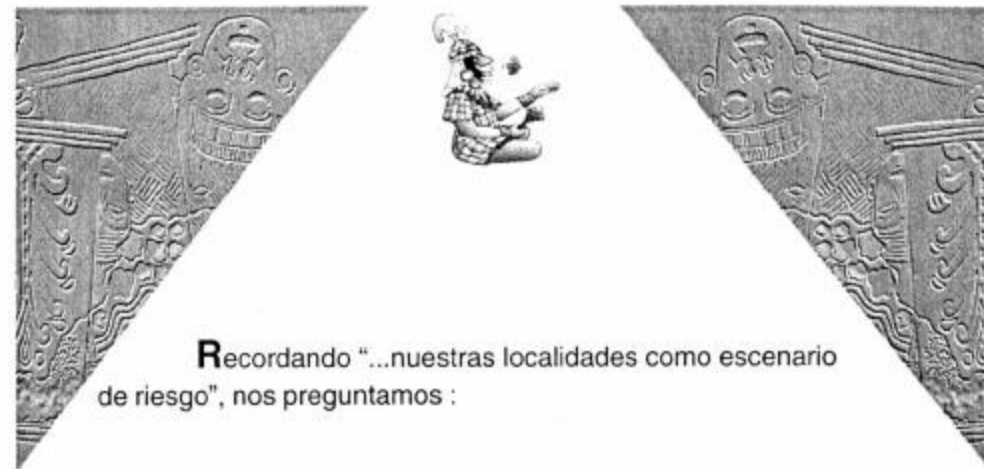 Recordando “...nuestras localidades como escenario
de riesgo”, nos preguntamos :